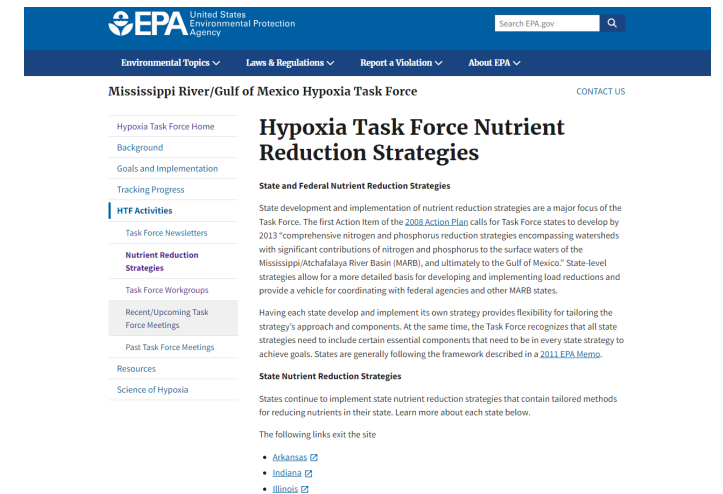 EPA
United States
Environmental Protection
Agency
Search EPA.gov
Environmental Topics
Laws & Regulations
Report a Violation
About EPA
Mississippi River/Gulf of Mexico Hypoxia Task Force
CONTACT US
Hypoxia Task Force Home
Background
Goals and Implementation
Tracking Progress
HTF Activities
Task Force Newsletters
Nutrient Reduction
Strategies
Task Force Workgroups
Recent/Upcoming Task
Force Meetings
Past Task Force Meetings
Resources
Science of Hypoxia
Hypoxia Task Force Nutrient
Reduction Strategies
State and Federal Nutrient Reduction Strategies
State development and implementation of nutrient reduction strategies are a major focus of the
Task Force. The first Action Item of the 2008 Action Plan calls for Task Force states to develop by
2013 “comprehensive nitrogen and phosphorus reduction strategies encompassing watersheds
with significant contributions of nitrogen and phosphorus to the surface waters of the
Mississippi/Atchafalaya River Basin (MARB), and ultimately to the Gulf of Mexico.” State-level
strategies allow for a more detailed basis for developing and implementing load reductions and
provide a vehicle for coordinating with federal agencies and other MARB states.
Having each state develop and implement its own strategy provides flexibility for tailoring the
strategy’s approach and components. At the same time, the Task Force recognizes that all state
strategies need to include certain essential components that need to be in every state strategy to
achieve goals. States are generally following the framework described in a 2011 EPA Memo.
State Nutrient Reduction Strategies
States continue to implement state nutrient reduction strategies that contain tailored methods
for reducing nutrients in their state. Learn more about each state below.
The following links exit the site
Arkansas
Indiana
Illinois